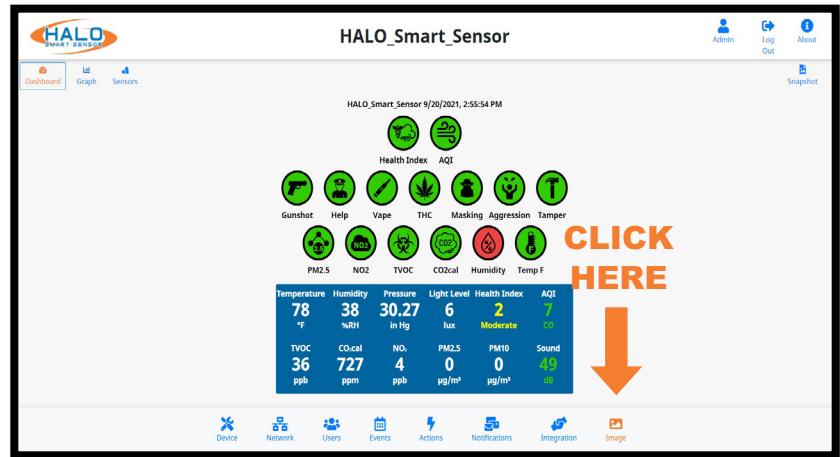 HALO
SMART SENSOR
HALO_Smart_Sensor
Admin
Log
Out
About
Dashboard
Graph
Sensors
Snapshot
HALO_Smart_Sensor 9/20/2021, 2:55:54 PM
Health Index AQI
Gunshot Help Vape THC Masking Aggression Tamper
2.5 NO2 CO2 % F
PM2.5 NO2 TVOC CO2cal Humidity Temp F
CLICK
HERE
Temperature Humidity Pressure Light Level Health Index AQI
78 38 30.27 6 2 7
°F %RH in Hg lux Moderate CO
TVOC CO₂cal NO₂ PM2.5 PM10 Sound
36 727 4 0 0 49
ppb ppm ppb µg/m³ µg/m³ dB
Device Network Users Events Actions Notifications Integration Image